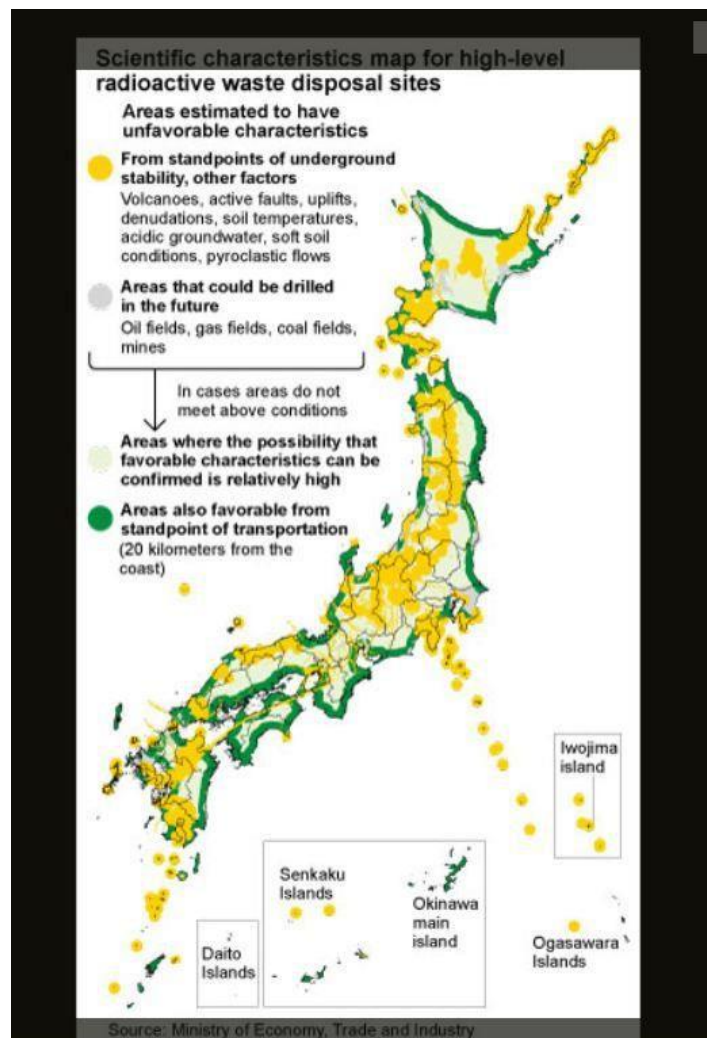 Scientific characteristics map for high-level
radioactive waste disposal sites
Areas estimated to have
unfavorable characteristics
From standpoints of underground
stability, other factors
Volcanoes, active faults, uplifts,
denudations, soil temperatures,
acidic groundwater, soft soil
conditions, pyroclastic flows
Areas that could be drilled
in the future
Oil fields, gas fields, coal fields,
mines
In cases areas do not
meet above conditions
Areas where the possibility that
favorable characteristics can be
confirmed is relatively high
Areas also favorable from
standpoint of transportation
(20 kilometers from the
coast)
Iwojima
island
Senkaku
Islands
Okinawa
main
island
Daito
Islands
Ogasawara
Islands
Source: Ministry of Economy, Trade and Industry